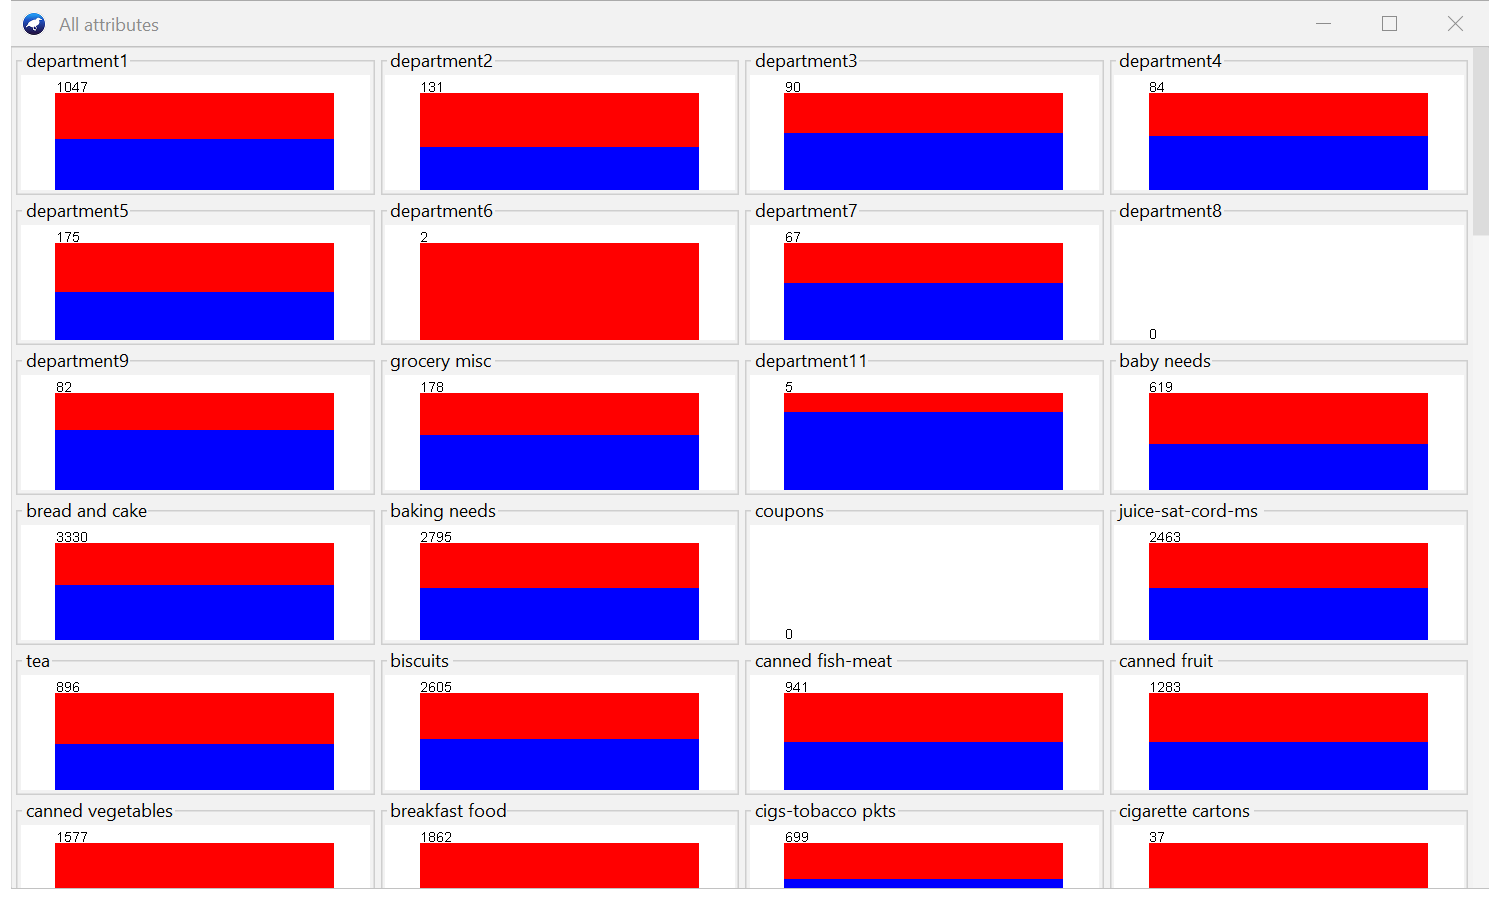 All attributes
department1 department2 department3 department4
1047 131 90 84
department5 department6 department7 department8
175 2 67 0
department9 grocery misc department11 baby needs
82 178 5 619
bread and cake baking needs coupons juice-sat-cord-ms
3330 2795 0 2463
tea biscuits canned fish-meat canned fruit
896 2605 941 1283
canned vegetables breakfast food cigs-tobacco pkts cigarette cartons
1577 1862 699 37